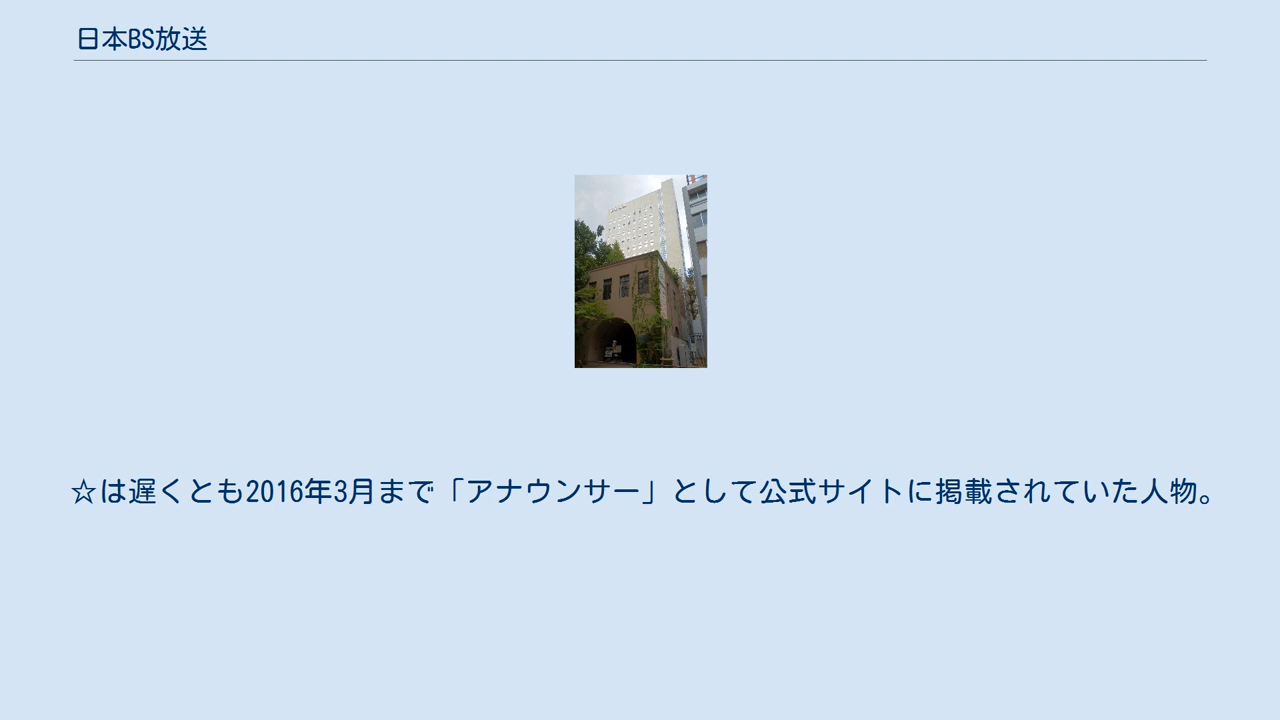 日本BS放送
☆は遅くとも2016年3月まで「アナウンサー」として公式サイトに掲載されていた人物。